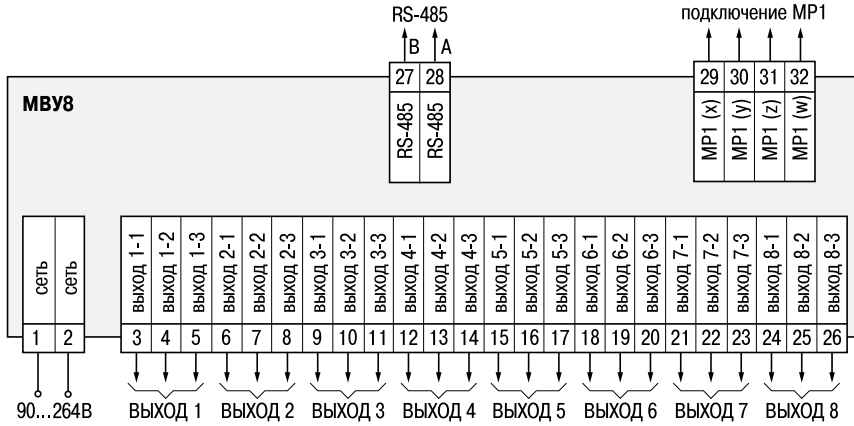 RS-485
подключение МР1
B
A
27
28
29
30
31
32
МВУ8
RS-485
RS-485
МР1 (x)
МР1 (y)
МР1 (z)
МР1 (w)
сеть
сеть
выход 1-1
выход 1-2
выход 1-3
выход 2-1
выход 2-2
выход 2-3
выход 3-1
выход 3-2
выход 3-3
выход 4-1
выход 4-2
выход 4-3
выход 5-1
выход 5-2
выход 5-3
выход 6-1
выход 6-2
выход 6-3
выход 7-1
выход 7-2
выход 7-3
выход 8-1
выход 8-2
выход 8-3
1
2
3
4
5
6
7
8
9
10
11
12
13
14
15
16
17
18
19
20
21
22
23
24
25
26
90...264В
ВЫХОД 1
ВЫХОД 2
ВЫХОД 3
ВЫХОД 4
ВЫХОД 5
ВЫХОД 6
ВЫХОД 7
ВЫХОД 8